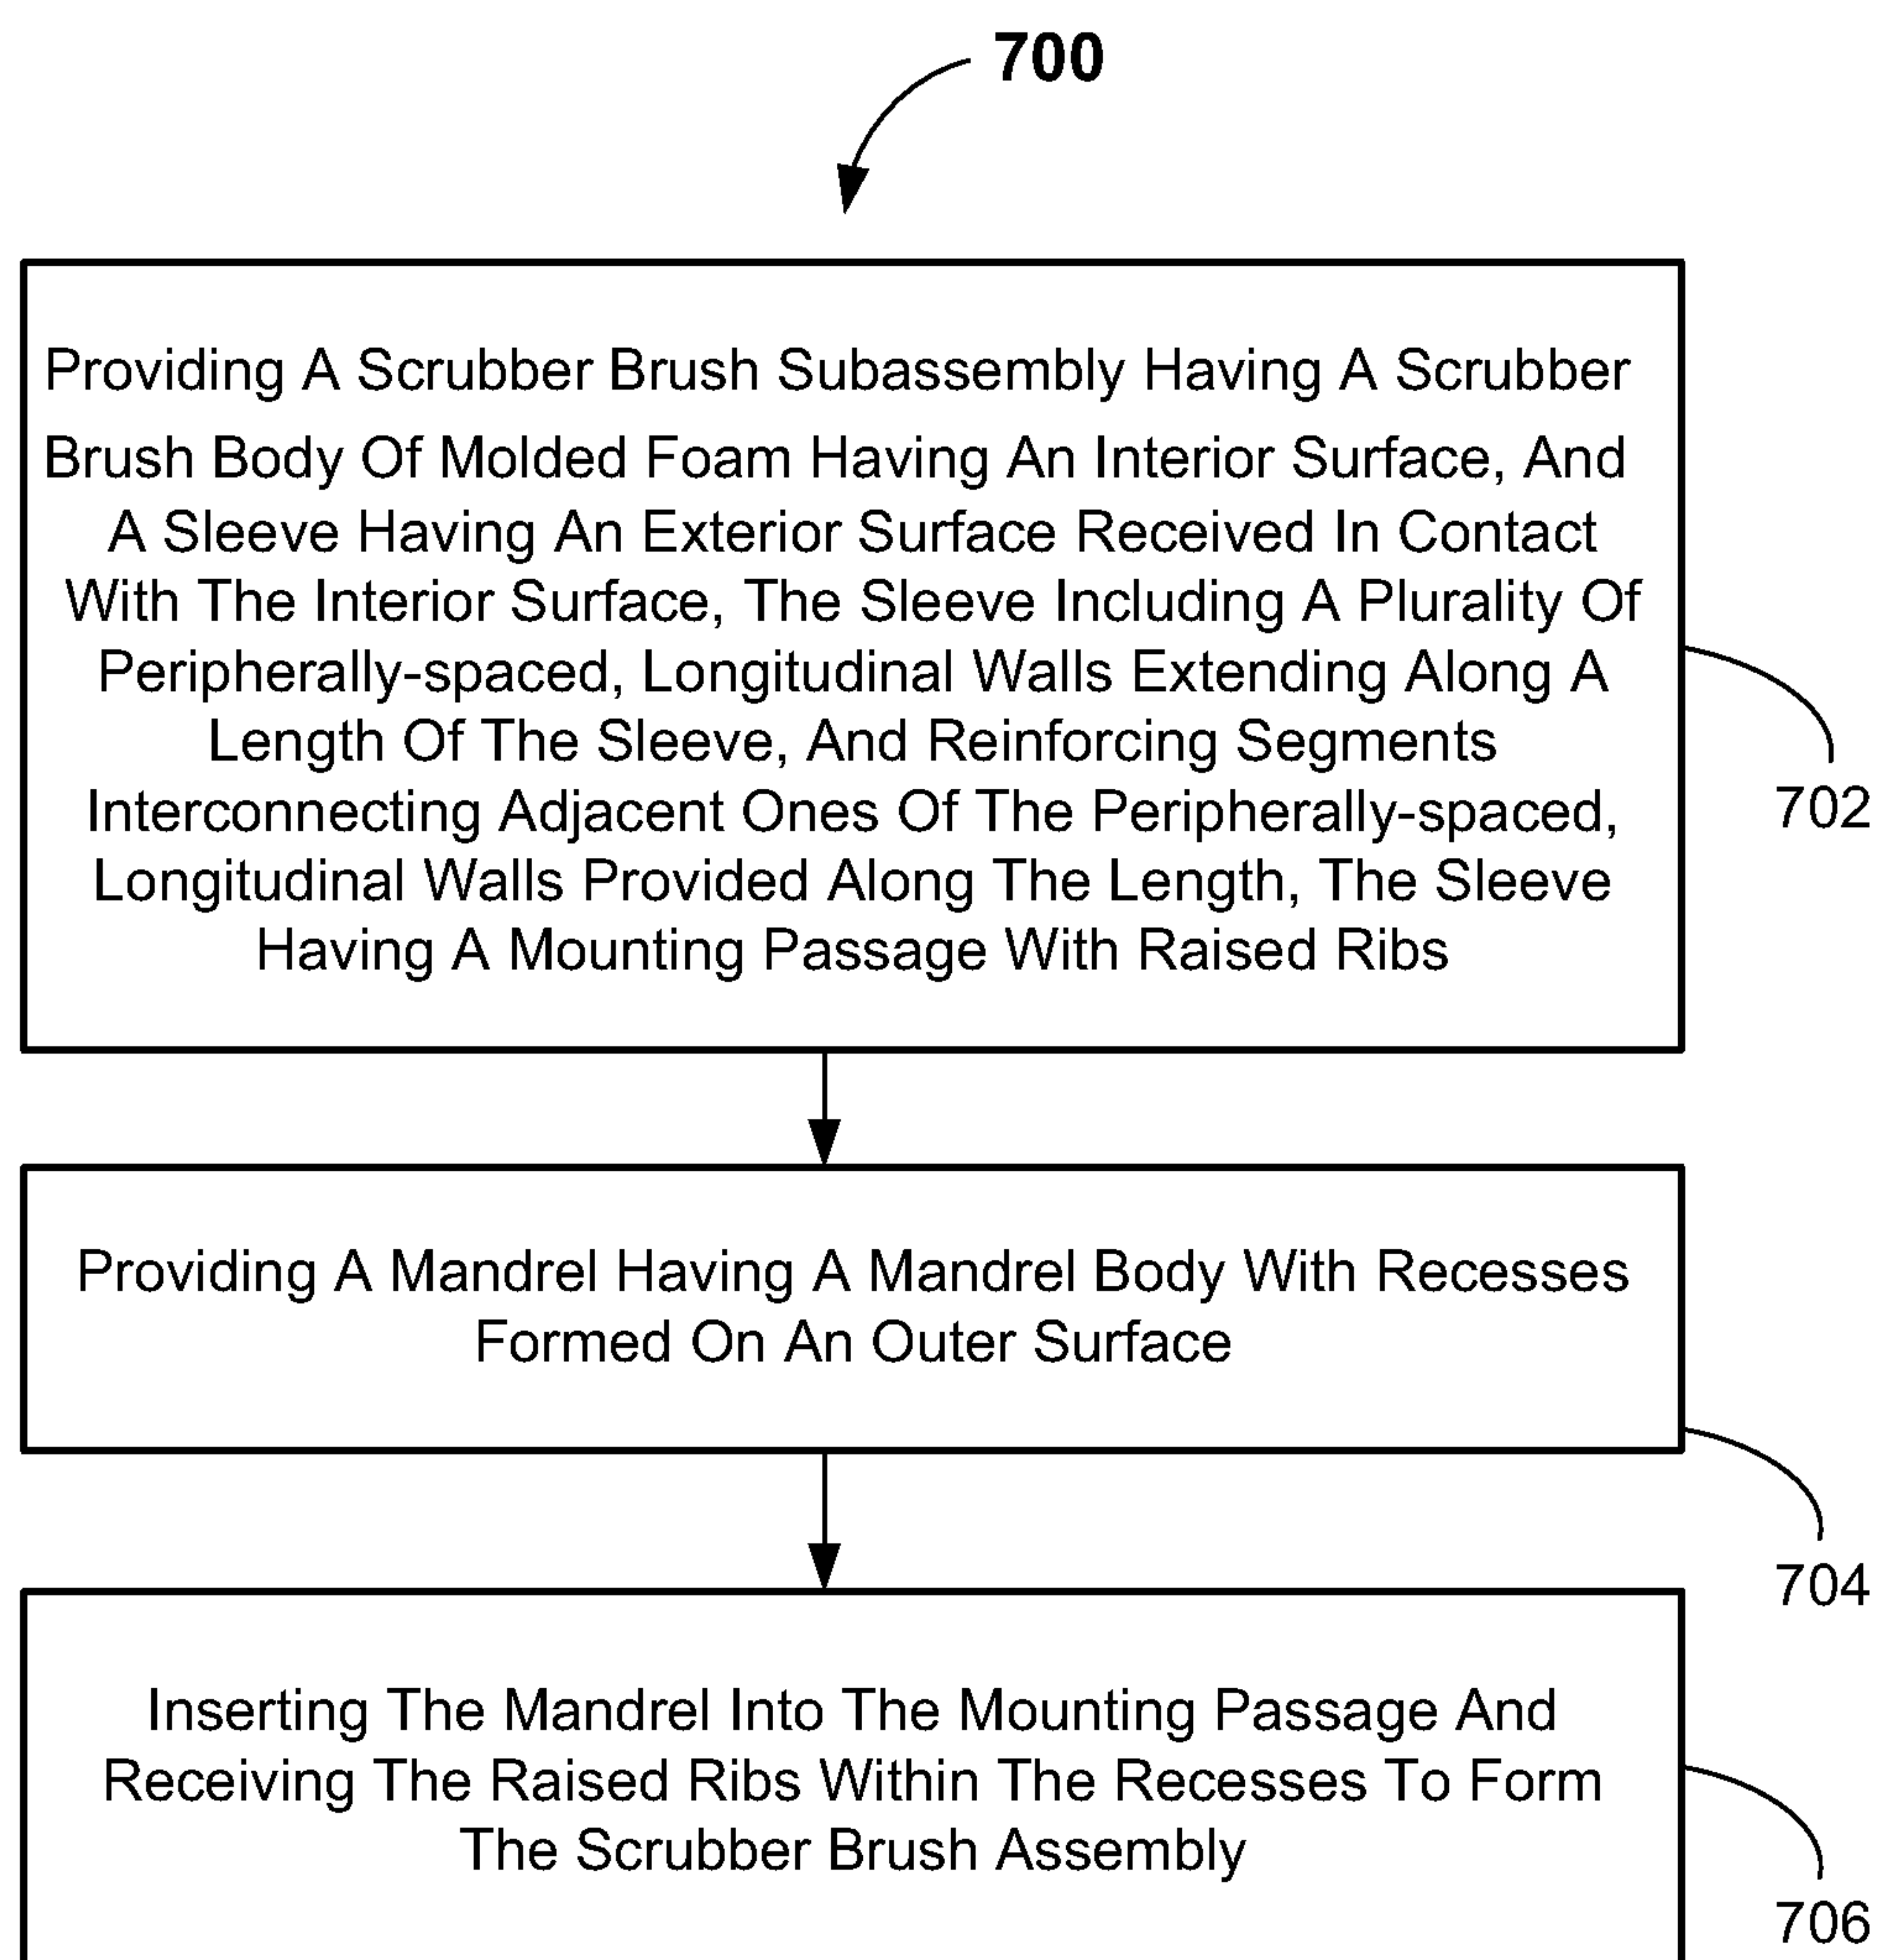 700
Providing A Scrubber Brush Subassembly Having A Scrubber
Brush Body Of Molded Foam Having An Interior Surface, And
A Sleeve Having An Exterior Surface Received In Contact
With The Interior Surface, The Sleeve Including A Plurality Of
Peripherally-spaced, Longitudinal Walls Extending Along A
Length Of The Sleeve, And Reinforcing Segments
Interconnecting Adjacent Ones Of The Peripherally-spaced,
Longitudinal Walls Provided Along The Length, The Sleeve
Having A Mounting Passage With Raised Ribs
702
Providing A Mandrel Having A Mandrel Body With Recesses
Formed On An Outer Surface
704
Inserting The Mandrel Into The Mounting Passage And
Receiving The Raised Ribs Within The Recesses To Form
The Scrubber Brush Assembly
706